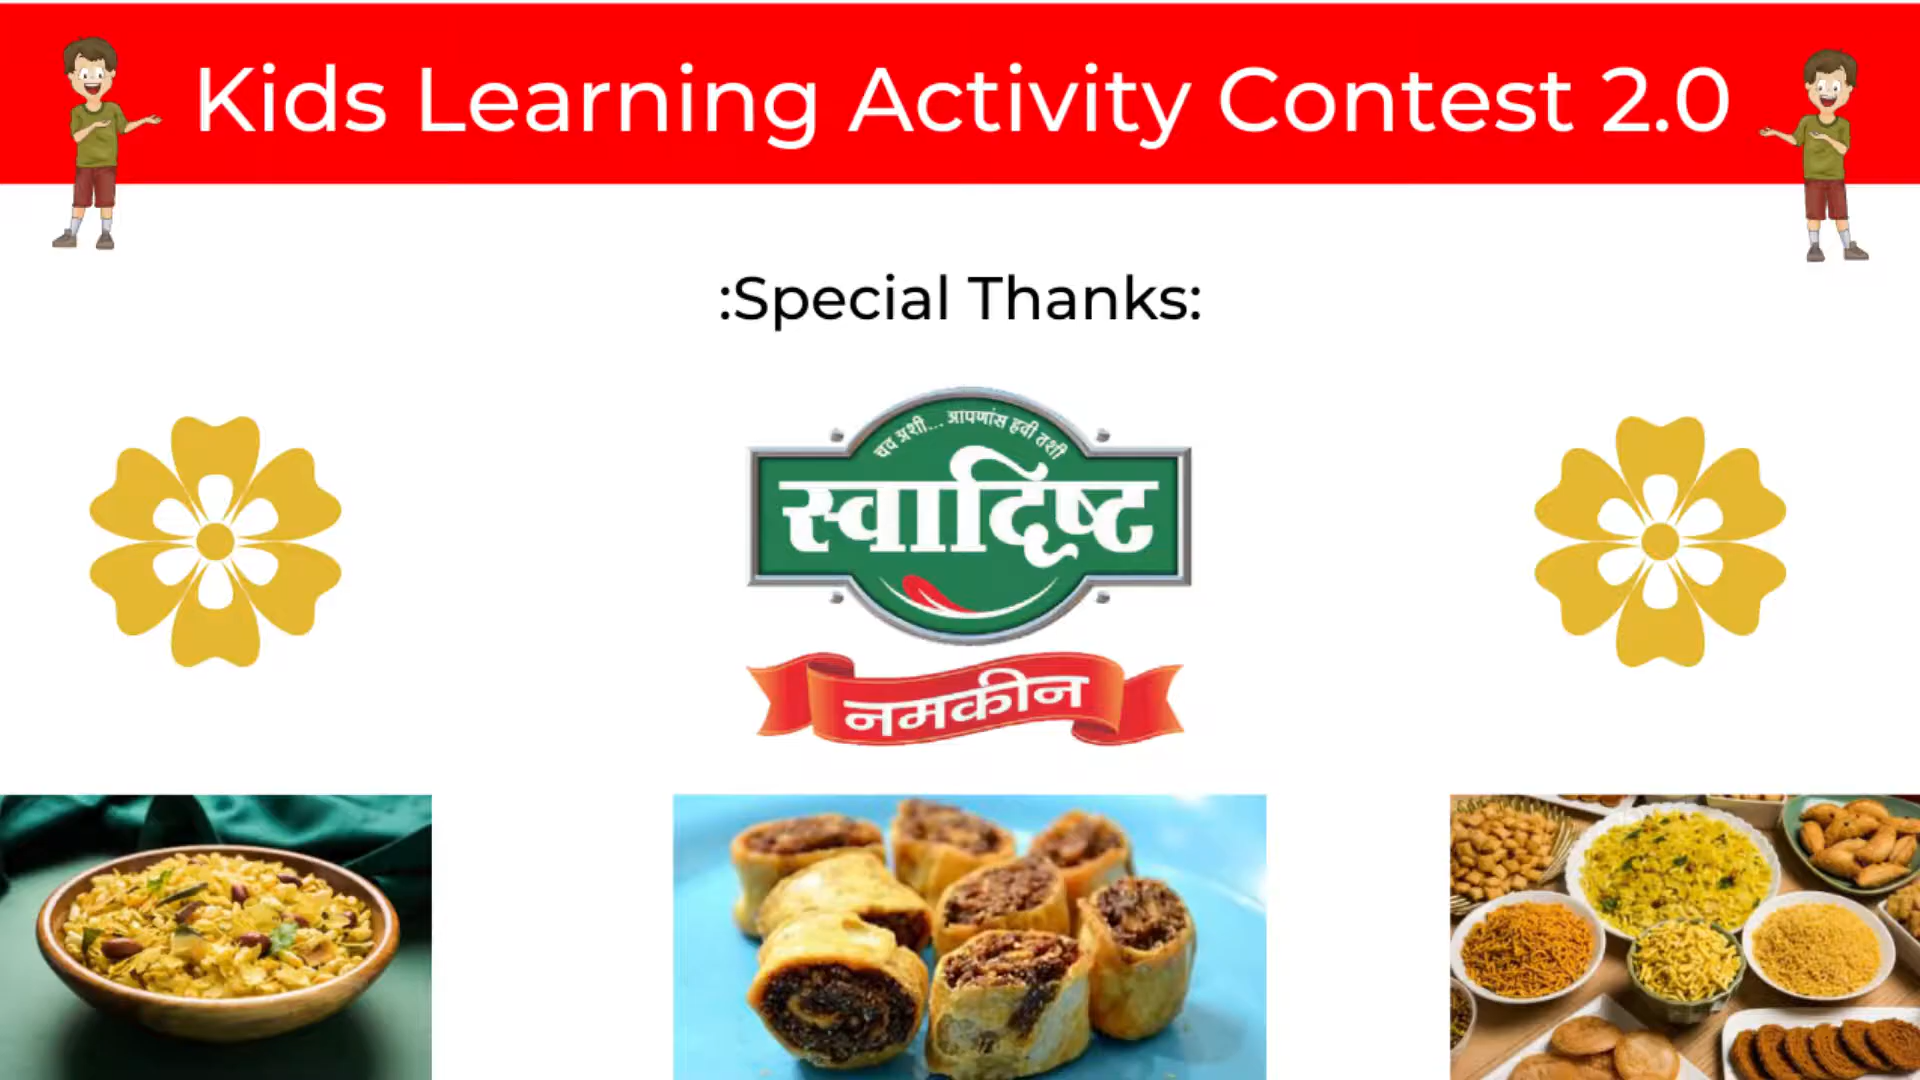 Kids Learning Activity Contest 2.0
:Special Thanks:
चव अशी... आपणांस हवी तशी
स्वादिष्ट
नमकीन